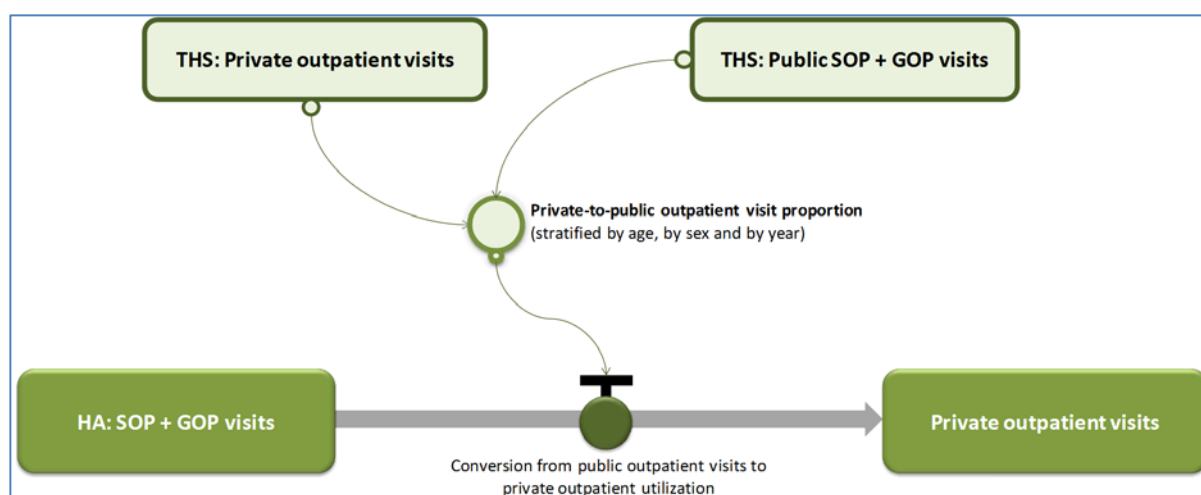 THS: Private outpatient visits
THS: Public SOP + GOP visits
Private-to-public outpatient visit proportion
(stratified by age, by sex and by year)
HA: SOP + GOP visits
Private outpatient visits
Conversion from public outpatient visits to
private outpatient utilization